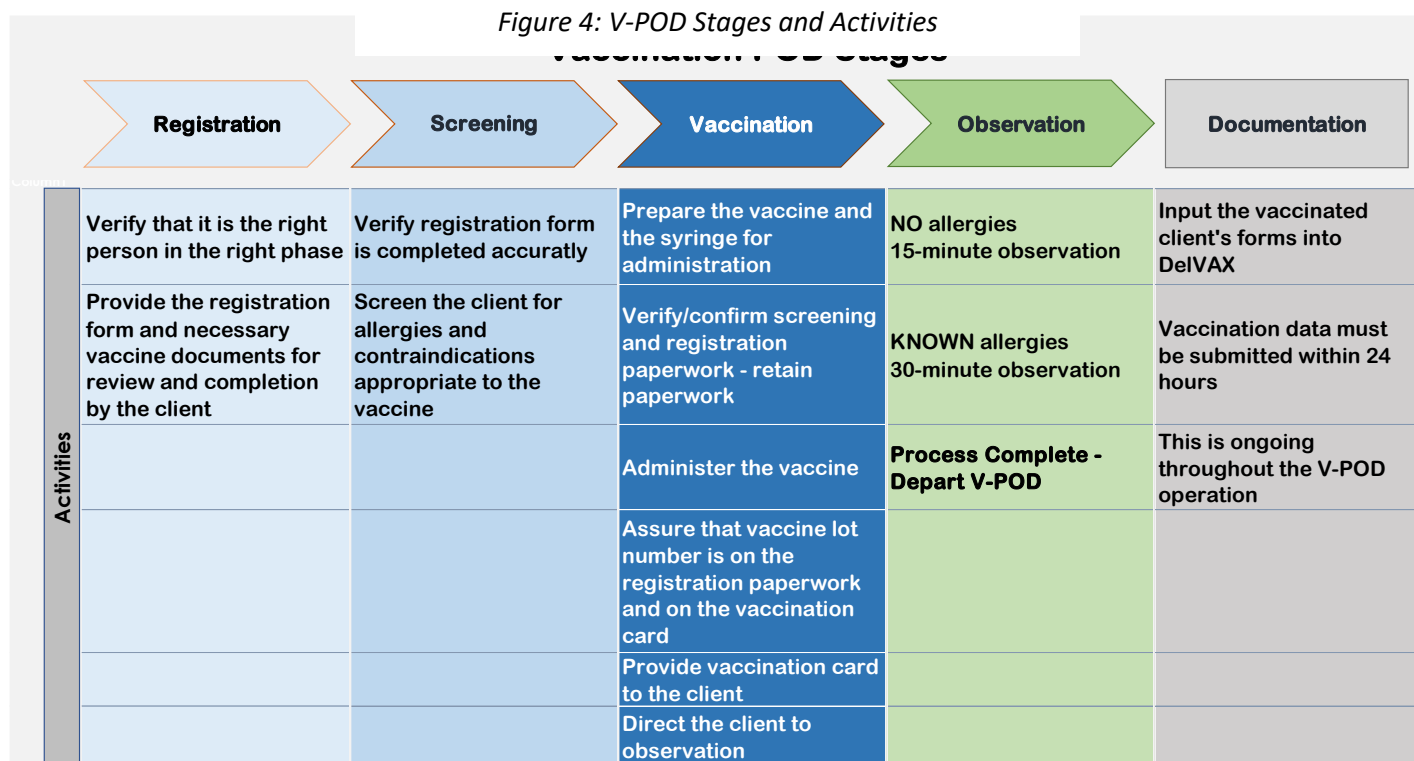 Figure 4: V-POD Stages and Activities
Vaccination POD Stages
Registration
Screening
Vaccination
Observation
Documentation
Activities
Verify that it is the right
person in the right phase
Verify registration form
is completed accuratly
Prepare the vaccine and
the syringe for
administration
NO allergies
15-minute observation
Input the vaccinated
client's forms into
DelVAX
Provide the registration
form and necessary
vaccine documents for
review and completion
by the client
Screen the client for
allergies and
contraindications
appropriate to the
vaccine
Verify/confirm screening
and registration
paperwork - retain
paperwork
KNOWN allergies
30-minute observation
Vaccination data must
be submitted within 24
hours
Administer the vaccine
Process Complete -
Depart V-POD
This is ongoing
throughout the V-POD
operation
Assure that vaccine lot
number is on the
registration paperwork
and on the vaccination
card
Provide vaccination card
to the client
Direct the client to
observation